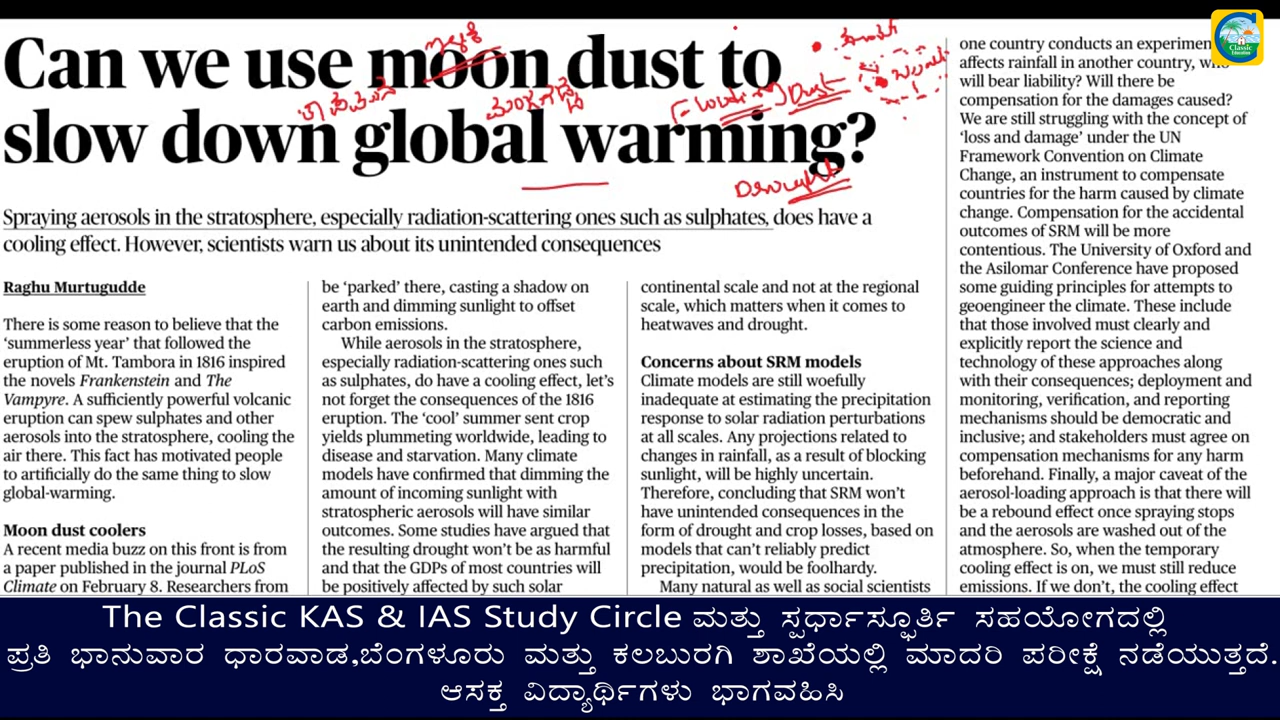 Classic
Education
Can we use moon dust to
slow down global warming?
Dust
Drought
Spraying aerosols in the stratosphere, especially radiation-scattering ones such as sulphates, does have a
cooling effect. However, scientists warn us about its unintended consequences
Raghu Murtugudde
There is some reason to believe that the
‘summerless year’ that followed the
eruption of Mt. Tambora in 1816 inspired
the novels Frankenstein and The
Vampyre. A sufficiently powerful volcanic
eruption can spew sulphates and other
aerosols into the stratosphere, cooling the
air there. This fact has motivated people
to artificially do the same thing to slow
global-warming.
Moon dust coolers
A recent media buzz on this front is from
a paper published in the journal PLoS
Climate on February 8. Researchers from
be ‘parked’ there, casting a shadow on
earth and dimming sunlight to offset
carbon emissions.
While aerosols in the stratosphere,
especially radiation-scattering ones such
as sulphates, do have a cooling effect, let’s
not forget the consequences of the 1816
eruption. The ‘cool’ summer sent crop
yields plummeting worldwide, leading to
disease and starvation. Many climate
models have confirmed that dimming the
amount of incoming sunlight with
stratospheric aerosols will have similar
outcomes. Some studies have argued that
the resulting drought won’t be as harmful
and that the GDPs of most countries will
be positively affected by such solar
continental scale and not at the regional
scale, which matters when it comes to
heatwaves and drought.
Concerns about SRM models
Climate models are still woefully
inadequate at estimating the precipitation
response to solar radiation perturbations
at all scales. Any projections related to
changes in rainfall, as a result of blocking
sunlight, will be highly uncertain.
Therefore, concluding that SRM won’t
have unintended consequences in the
form of drought and crop losses, based on
models that can’t reliably predict
precipitation, would be foolhardy.
Many natural as well as social scientists
one country conducts an experimen
affects rainfall in another country,
will bear liability? Will there be
compensation for the damages caused?
We are still struggling with the concept of
‘loss and damage’ under the UN
Framework Convention on Climate
Change, an instrument to compensate
countries for the harm caused by climate
change. Compensation for the accidental
outcomes of SRM will be more
contentious. The University of Oxford and
the Asilomar Conference have proposed
some guiding principles for attempts to
geoengineer the climate. These include
that those involved must clearly and
explicitly report the science and
technology of these approaches along
with their consequences; deployment and
monitoring, verification, and reporting
mechanisms should be democratic and
inclusive; and stakeholders must agree on
compensation mechanisms for any harm
beforehand. Finally, a major caveat of the
aerosol-loading approach is that there will
be a rebound effect once spraying stops
and the aerosols are washed out of the
atmosphere. So, when the temporary
cooling effect is on, we must still reduce
emissions. If we don’t, the cooling effect
The Classic KAS & IAS Study Circle ಮತ್ತು ಸ್ಪರ್ಧಾಸ್ಫೂರ್ತಿ ಸಹಯೋಗದಲ್ಲಿ
ಪ್ರತಿ ಭಾನುವಾರ ಧಾರವಾಡ,ಬೆಂಗಳೂರು ಮತ್ತು ಕಲಬುರಗಿ ಶಾಖೆಯಲ್ಲಿ ಮಾದರಿ ಪರೀಕ್ಷೆ ನಡೆಯುತ್ತದೆ.
ಆಸಕ್ತ ವಿದ್ಯಾರ್ಥಿಗಳು ಭಾಗವಹಿಸಿ